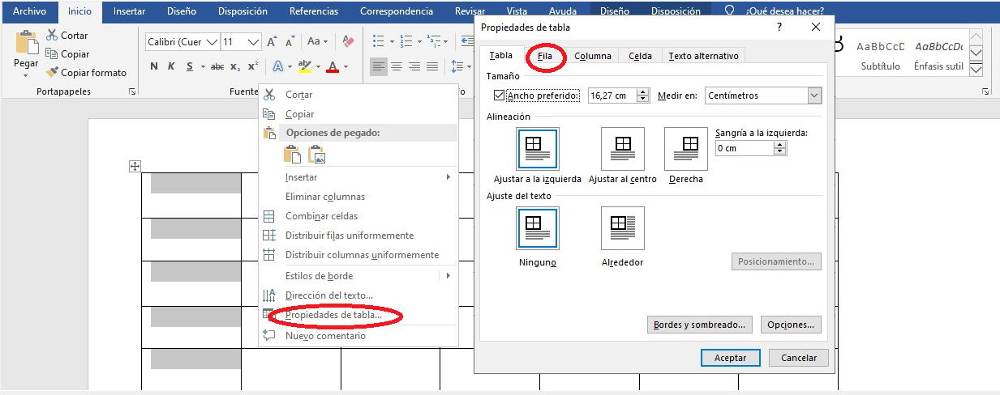 Archivo Inicio Insertar Diseño Disposición Referencias Correspondencia Revisar Vista Ayuda Diseño Disposición ¿Qué desea hacer?
Pegar
Cortar
Copiar
Copiar formato
Portapapeles
Calibri (Cuer 11 A A Aa
N K S abc x₂ x² A ab A
Fuente
AaBbCcD AaBbCcDc
Subtítulo Énfasis sutil
Cortar
Copiar
Opciones de pegado:
Insertar
Eliminar columnas
Combinar celdas
Distribuir filas uniformemente
Distribuir columnas uniformemente
Estilos de borde
Dirección del texto...
Propiedades de tabla...
Nuevo comentario
Propiedades de tabla ? ×
Tabla Fila Columna Celda Texto alternativo
Tamaño
Ancho preferido: 16,27 cm Medir en: Centímetros
Alineación
Sangría a la izquierda:
0 cm
Ajustar a la izquierda Ajustar al centro Derecha
Ajuste del texto
Ninguno Alrededor
Posicionamiento...
Bordes y sombreado... Opciones...
Aceptar Cancelar